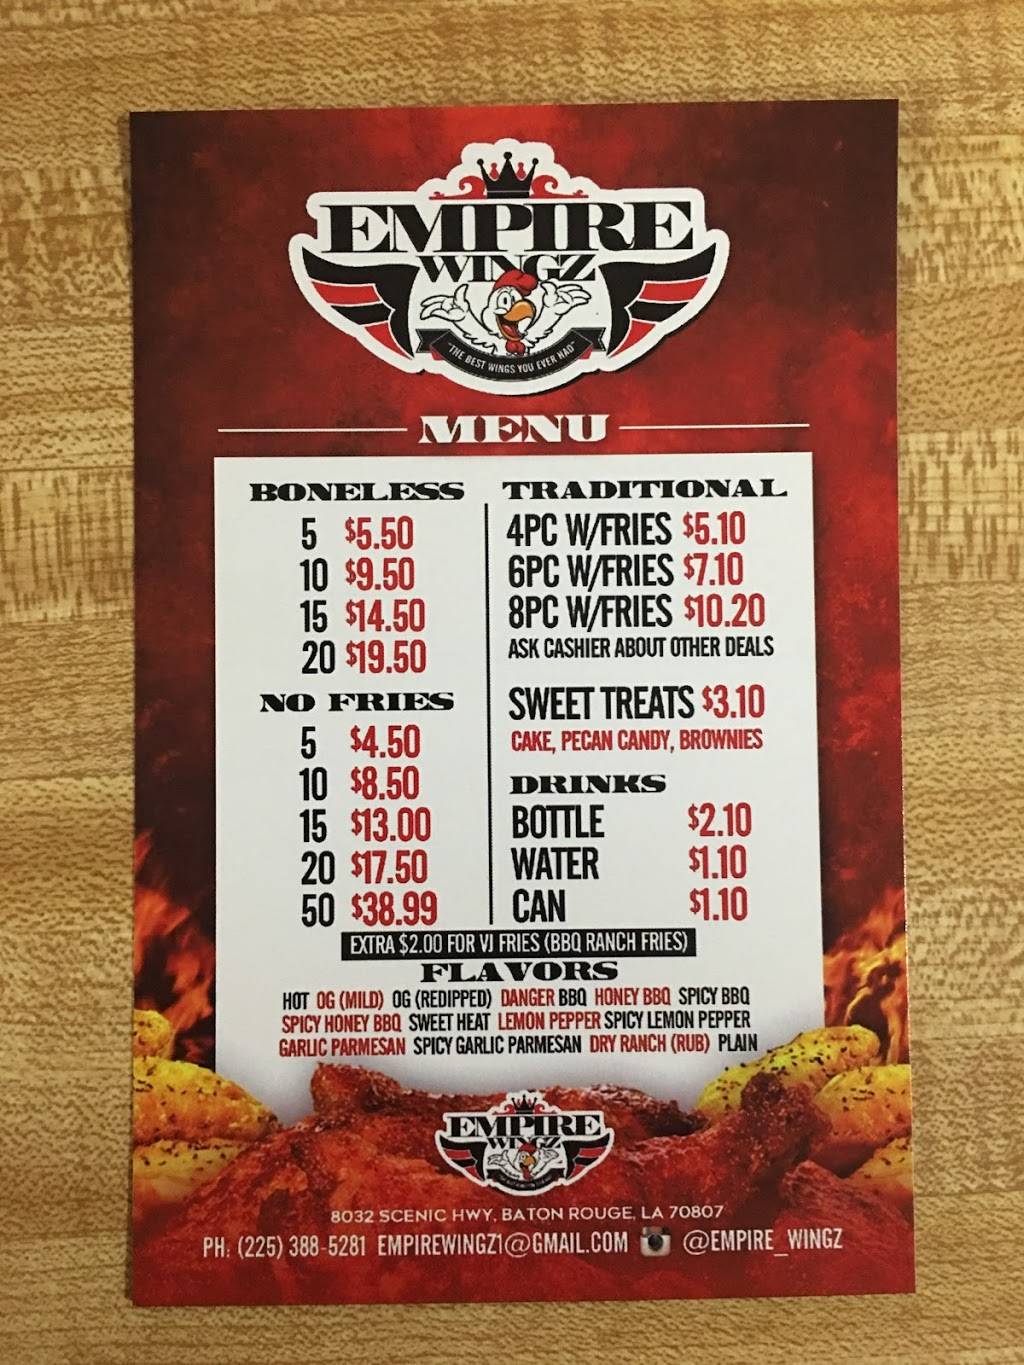 EMPIRE
WINGZ
"THE BEST WINGS YOU EVER HAD"
MENU
BONELESS
5 $5.50
10 $9.50
15 $14.50
20 $19.50
NO FRIES
5 $4.50
10 $8.50
15 $13.00
20 $17.50
50 $38.99
TRADITIONAL
4PC W/FRIES $5.10
6PC W/FRIES $7.10
8PC W/FRIES $10.20
ASK CASHIER ABOUT OTHER DEALS
SWEET TREATS $3.10
CAKE, PECAN CANDY, BROWNIES
DRINKS
BOTTLE $2.10
WATER $1.10
CAN $1.10
EXTRA $2.00 FOR VJ FRIES (BBQ RANCH FRIES)
FLAVORS
HOT OG (MILD) OG (REDIPPED) DANGER BBQ HONEY BBQ SPICY BBQ
SPICY HONEY BBQ SWEET HEAT LEMON PEPPER SPICY LEMON PEPPER
GARLIC PARMESAN SPICY GARLIC PARMESAN DRY RANCH (RUB) PLAIN
EMPIRE
WINGZ
8032 SCENIC HWY, BATON ROUGE, LA 70807
PH: (225) 388-5281 EMPIREWINGZ1@GMAIL.COM @EMPIRE_WINGZ